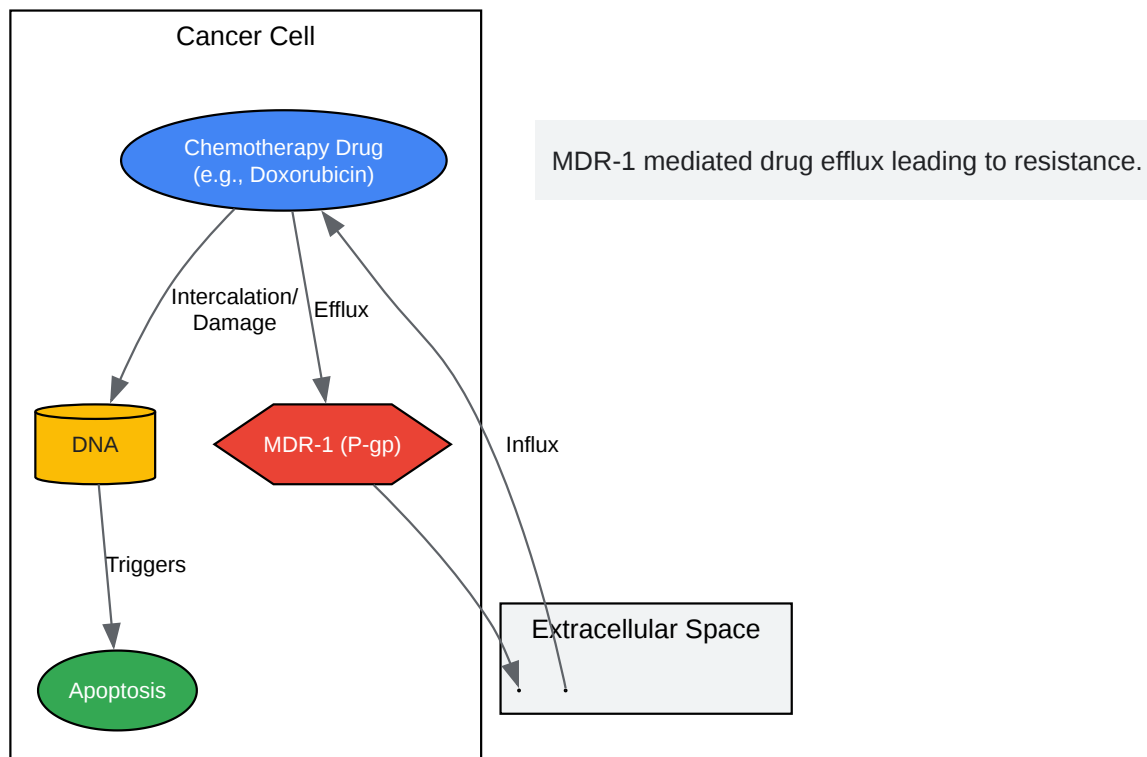 Cancer Cell
Chemotherapy Drug
(e.g., Doxorubicin)
MDR-1 mediated drug efflux leading to resistance.
Intercalation/
Damage
Efflux
DNA
MDR-1 (P-gp)
Influx
Triggers
Extracellular Space
Apoptosis